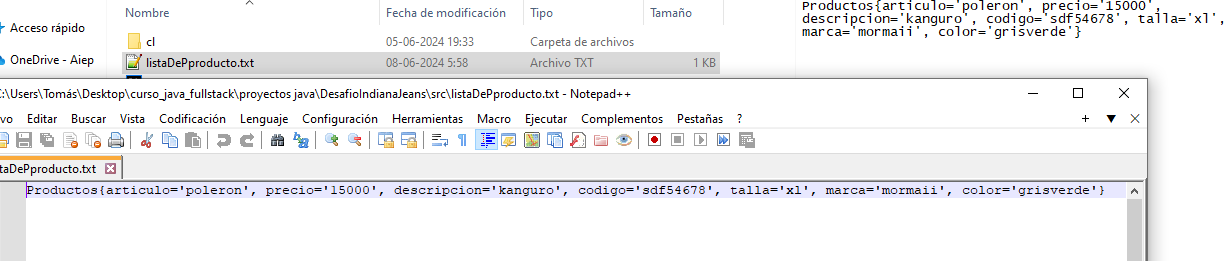 Nombre
Fecha de modificación
Tipo
Tamaño
Acceso rápido
OneDrive - Aiep
cl
05-06-2024 19:33
Carpeta de archivos
listaDePproducto.txt
08-06-2024 5:58
Archivo TXT
1 KB
Productos{articulo='poleron', precio='15000',
descripcion='kanguro', codigo='sdf54678', talla='xl',
marca='mormaii', color='grisverde'}
:\Users\Tomás\Desktop\curso_java_fullstack\proyectos java\DesafioIndianaJeans\src\listaDePproducto.txt - Notepad++
vo Editar Buscar Vista Codificación Lenguaje Configuración Herramientas Macro Ejecutar Complementos Pestañas ? + ▼ X
taDePproducto.txt
Productos{articulo='poleron', precio='15000', descripcion='kanguro', codigo='sdf54678', talla='xl', marca='mormaii', color='grisverde'}